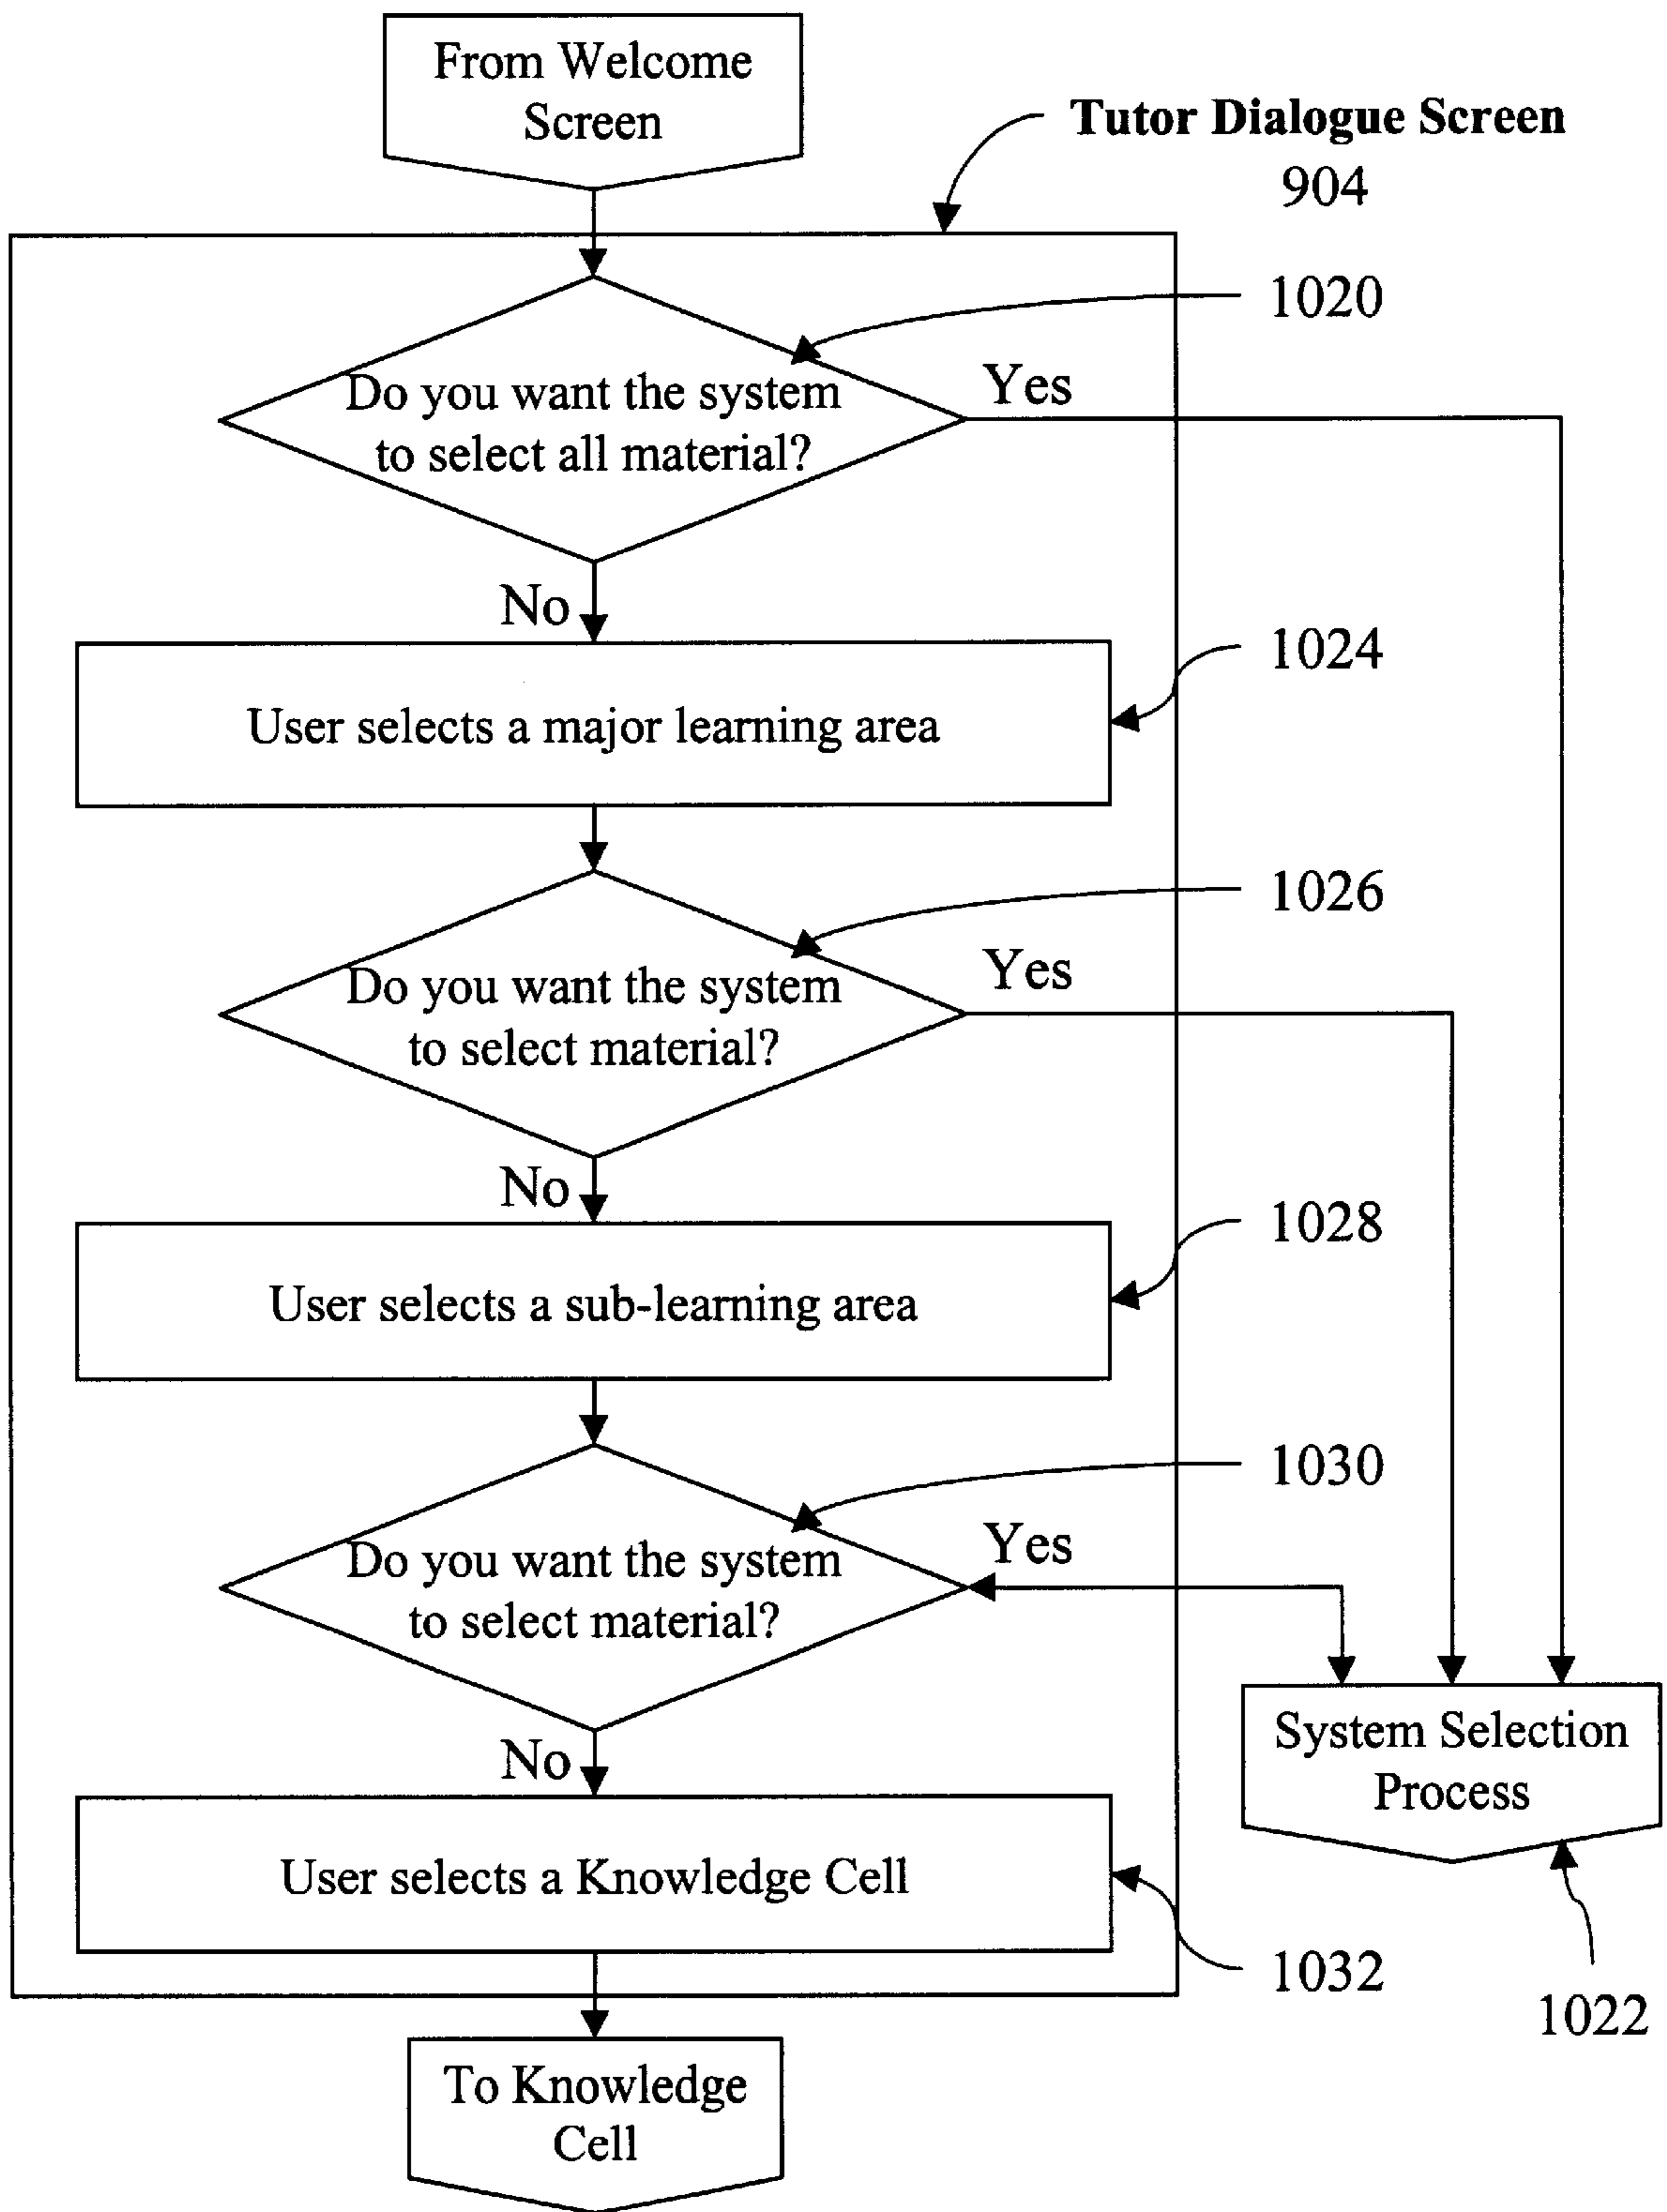 From Welcome
Screen
Tutor Dialogue Screen
904
1020
Do you want the system
to select all material?
Yes
No
1024
User selects a major learning area
1026
Do you want the system
to select material?
Yes
No
1028
User selects a sub-learning area
1030
Do you want the system
to select material?
Yes
No
System Selection
Process
User selects a Knowledge Cell
1032
1022
To Knowledge
Cell